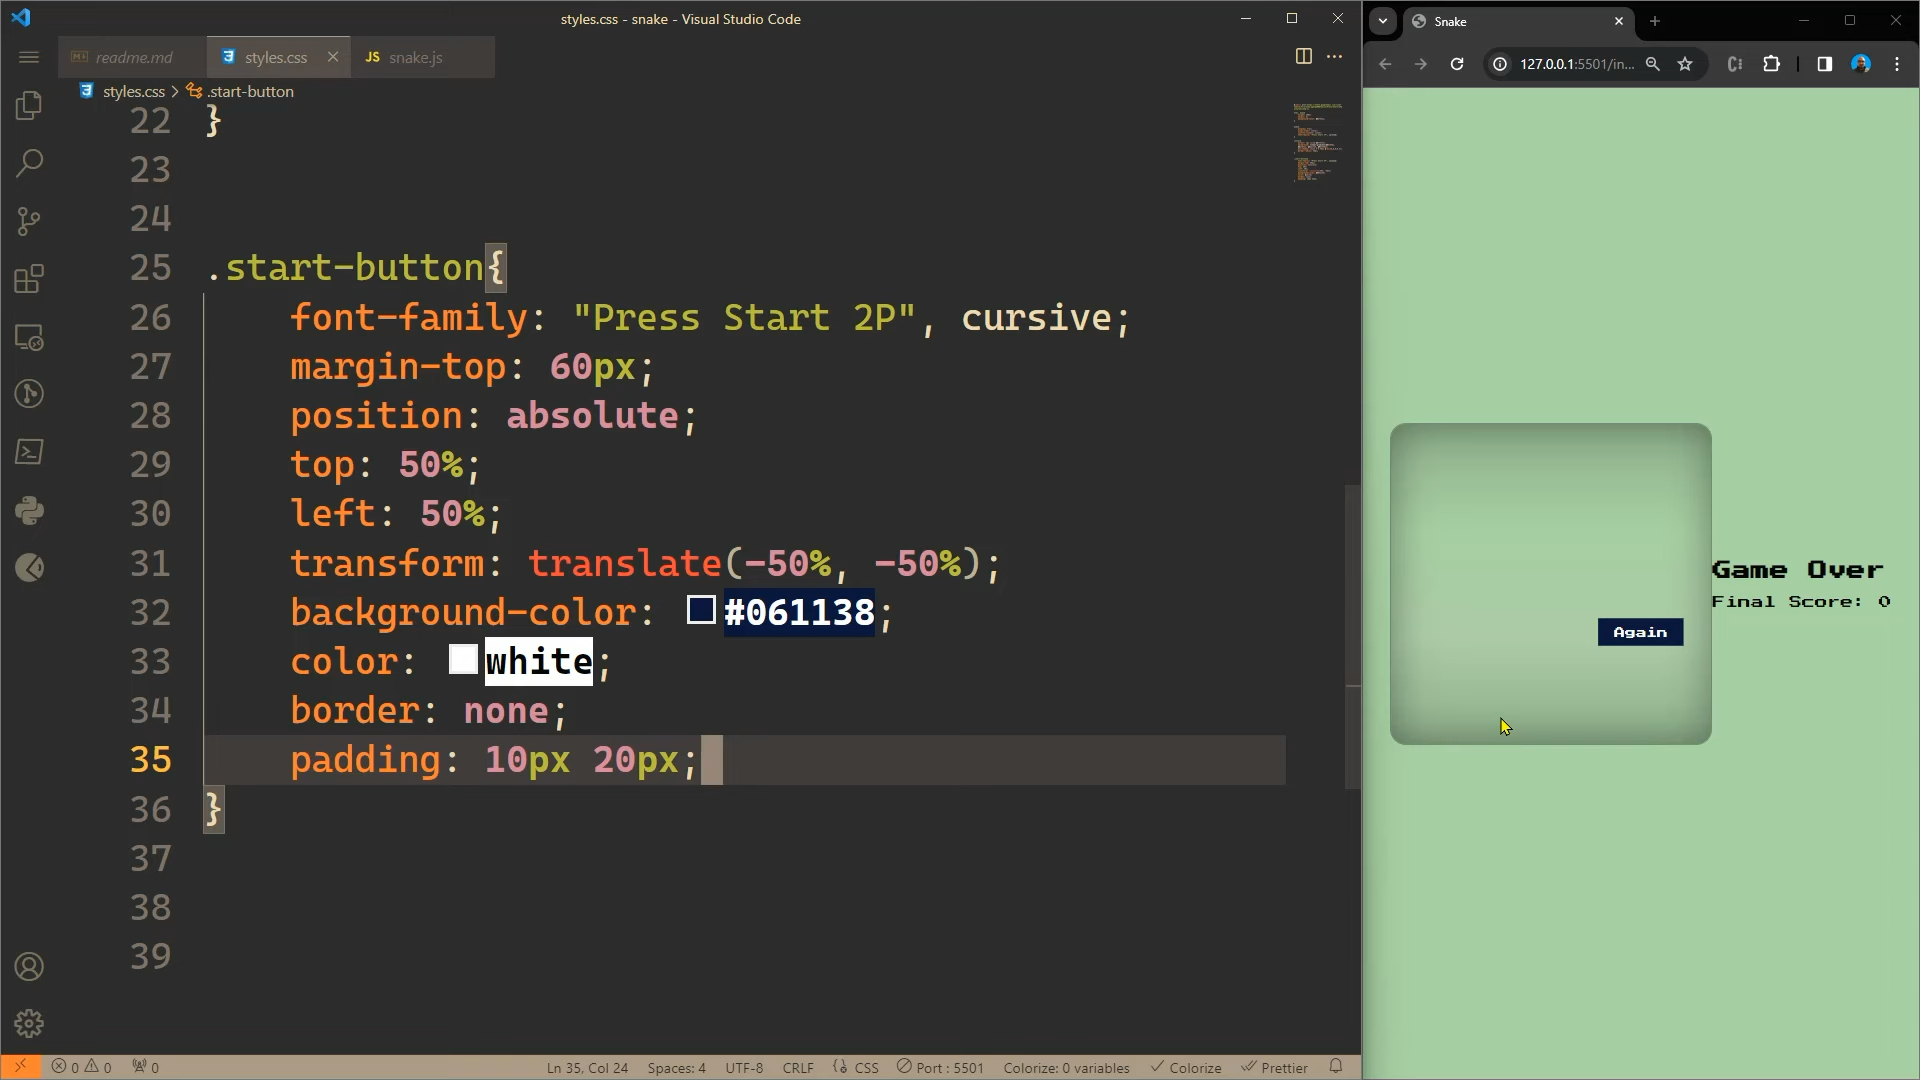 styles.css - snake - Visual Studio Code
readme.md
styles.css
JS snake.js
styles.css > .start-button
22 }
23
24
25 .start-button{
26 font-family: "Press Start 2P", cursive;
27 margin-top: 60px;
28 position: absolute;
29 top: 50%;
30 left: 50%;
31 transform: translate(-50%, -50%);
32 background-color: #061138;
33 color: white;
34 border: none;
35 padding: 10px 20px;
36 }
37
38
39
0 0 0 Ln 35, Col 24 Spaces: 4 UTF-8 CRLF CSS Port : 5501 Colorize: 0 variables Colorize Prettier
Snake
127.0.0.1:5501/in...
Game Over
Final Score: 0
Again